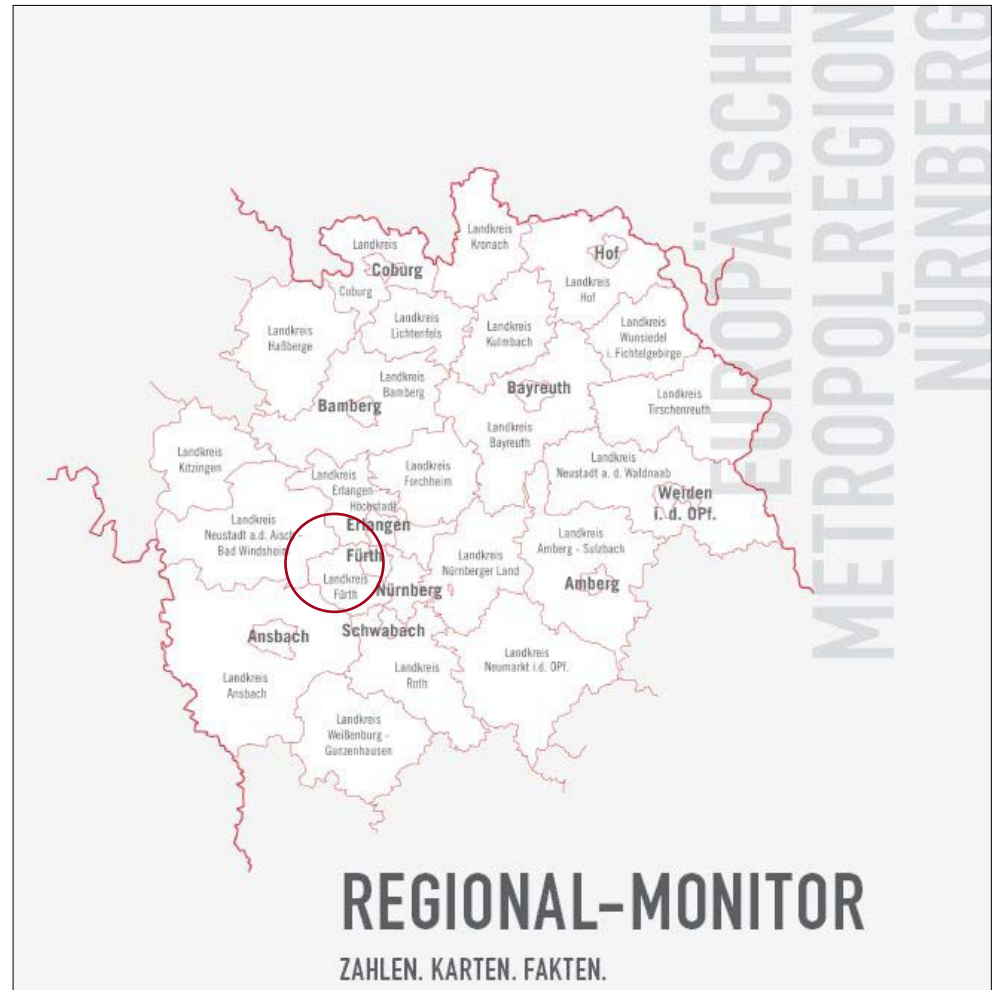 EUROPÄISCHE
METROPOLREGION
NÜRNBERG
Landkreis
Kronach
Landkreis
Coburg
Coburg
Hof
Landkreis
Hof
Landkreis
Haßberge
Landkreis
Lichtenfels
Landkreis
Kulmbach
Landkreis
Wunsiedel
i. Fichtelgebirge
Landkreis
Bamberg
Bamberg
Bayreuth
Landkreis
Bayreuth
Landkreis
Tirschenreuth
Landkreis
Kitzingen
Landkreis
Erlangen-
Höchstadt
Landkreis
Forchheim
Landkreis
Neustadt a. d. Waldnaab
Weiden
i. d. OPf.
Landkreis
Neustadt a.d. Aisch -
Bad Windsheim
Erlangen
Fürth
Landkreis
Fürth
Nürnberg
Landkreis
Nürnberger Land
Landkreis
Amberg - Sulzbach
Amberg
Ansbach
Schwabach
Landkreis
Ansbach
Landkreis
Roth
Landkreis
Neumarkt i.d. OPf.
Landkreis
Weißenburg -
Gunzenhausen
REGIONAL-MONITOR
ZAHLEN. KARTEN. FAKTEN.